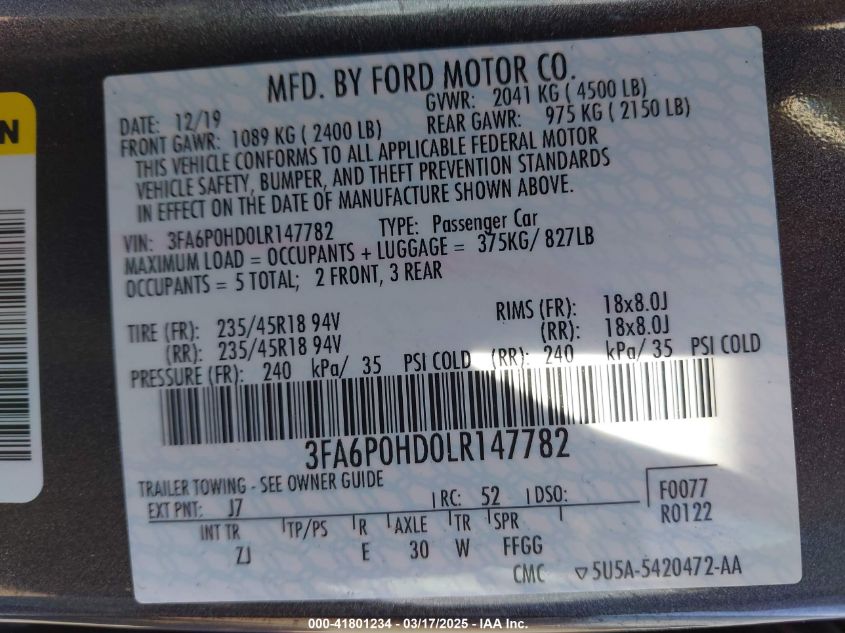 N
MFD. BY FORD MOTOR CO.
DATE: 12/19 GVWR: 2041 KG ( 4500 LB)
FRONT GAWR: 1089 KG ( 2400 LB) REAR GAWR: 975 KG ( 2150 LB)
THIS VEHICLE CONFORMS TO ALL APPLICABLE FEDERAL MOTOR
VEHICLE SAFETY, BUMPER, AND THEFT PREVENTION STANDARDS
IN EFFECT ON THE DATE OF MANUFACTURE SHOWN ABOVE.
VIN: 3FA6P0HD0LR147782 TYPE: Passenger Car
MAXIMUM LOAD = OCCUPANTS + LUGGAGE = 375KG/ 827LB
OCCUPANTS = 5 TOTAL; 2 FRONT, 3 REAR
TIRE (FR): 235/45R18 94V RIMS (FR): 18x8.0J
(RR): 235/45R18 94V (RR): 18x8.0J
PRESSURE (FR): 240 kPa/ 35 PSI COLD (RR): 240 kPa/ 35 PSI COLD
3FA6P0HD0LR147782
TRAILER TOWING - SEE OWNER GUIDE
EXT PNT: J7 RC: 52 DSO: F0077
R0122
INT TR TP/PS R AXLE TR SPR
ZJ E 30 W FFGG
CMC ▽5U5A-5420472-AA
000-41801234 - 03/17/2025 - IAA Inc.